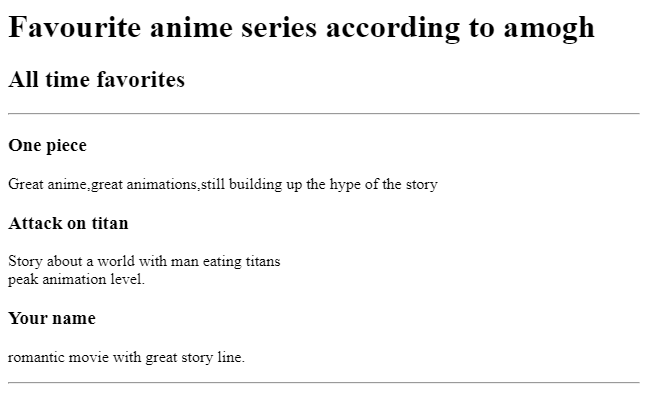 Favourite anime series according to amogh
All time favorites
One piece
Great anime,great animations,still building up the hype of the story
Attack on titan
Story about a world with man eating titans
peak animation level.
Your name
romantic movie with great story line.